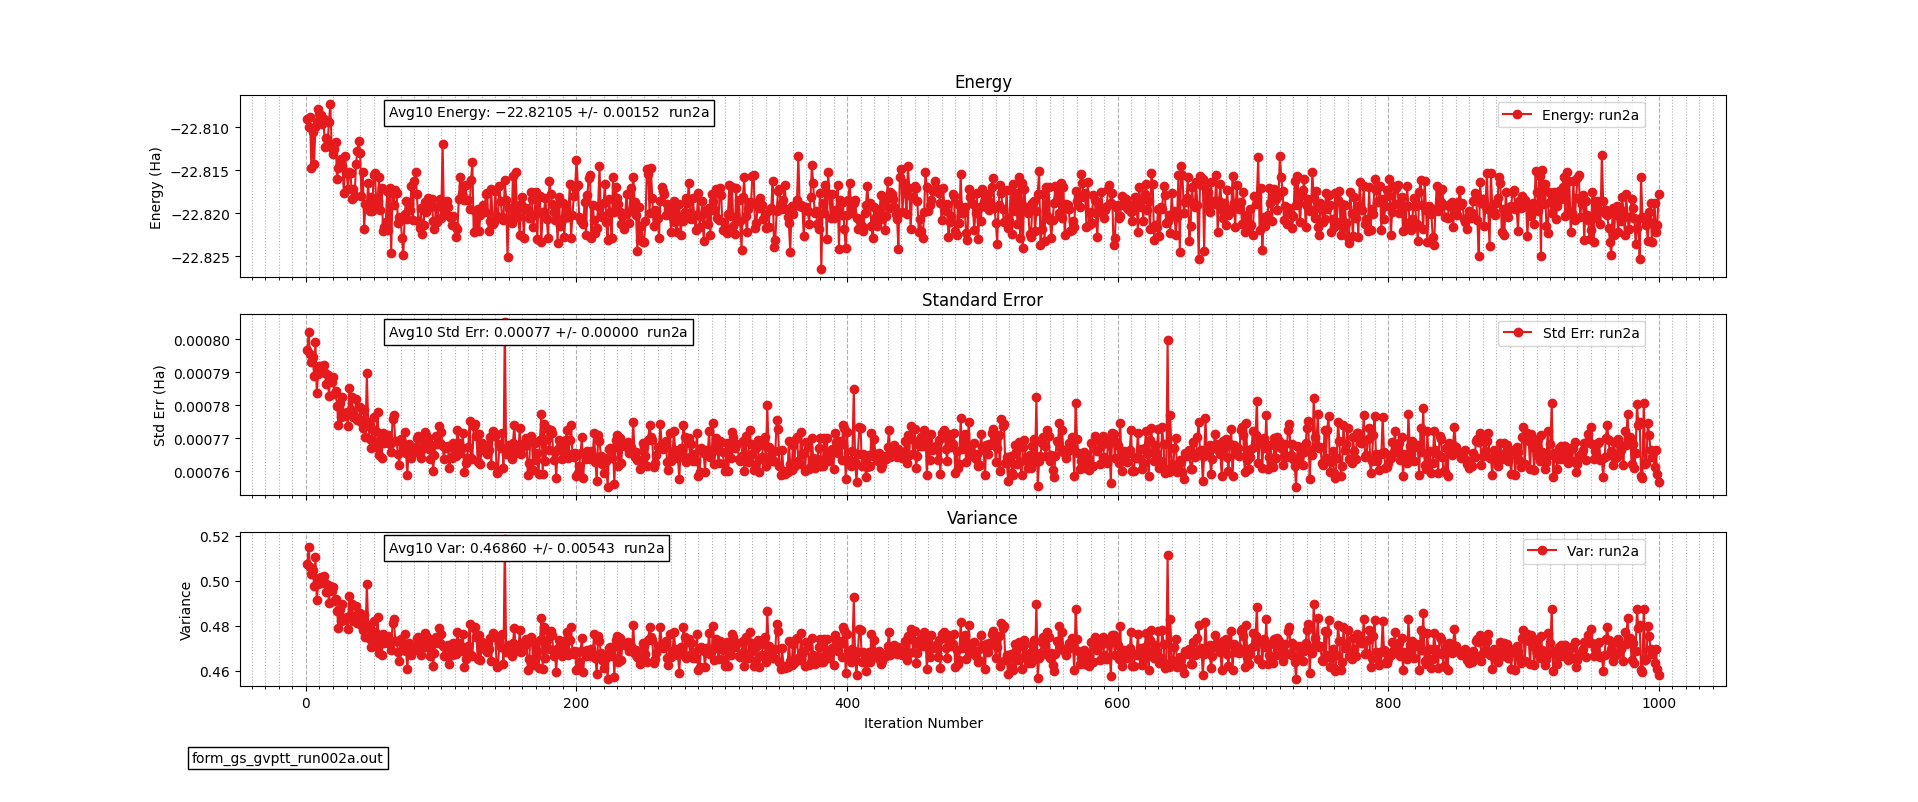 Energy
Avg10 Energy: −22.82105 +/- 0.00152 run2a
Energy: run2a
−22.810
−22.815
−22.820
−22.825
Energy (Ha)
Standard Error
Avg10 Std Err: 0.00077 +/- 0.00000 run2a
Std Err: run2a
0.00080
0.00079
0.00078
0.00077
0.00076
Std Err (Ha)
Variance
Avg10 Var: 0.46860 +/- 0.00543 run2a
Var: run2a
0.52
0.50
0.48
0.46
Variance
0 200 400 600 800 1000
Iteration Number
form_gs_gvptt_run002a.out